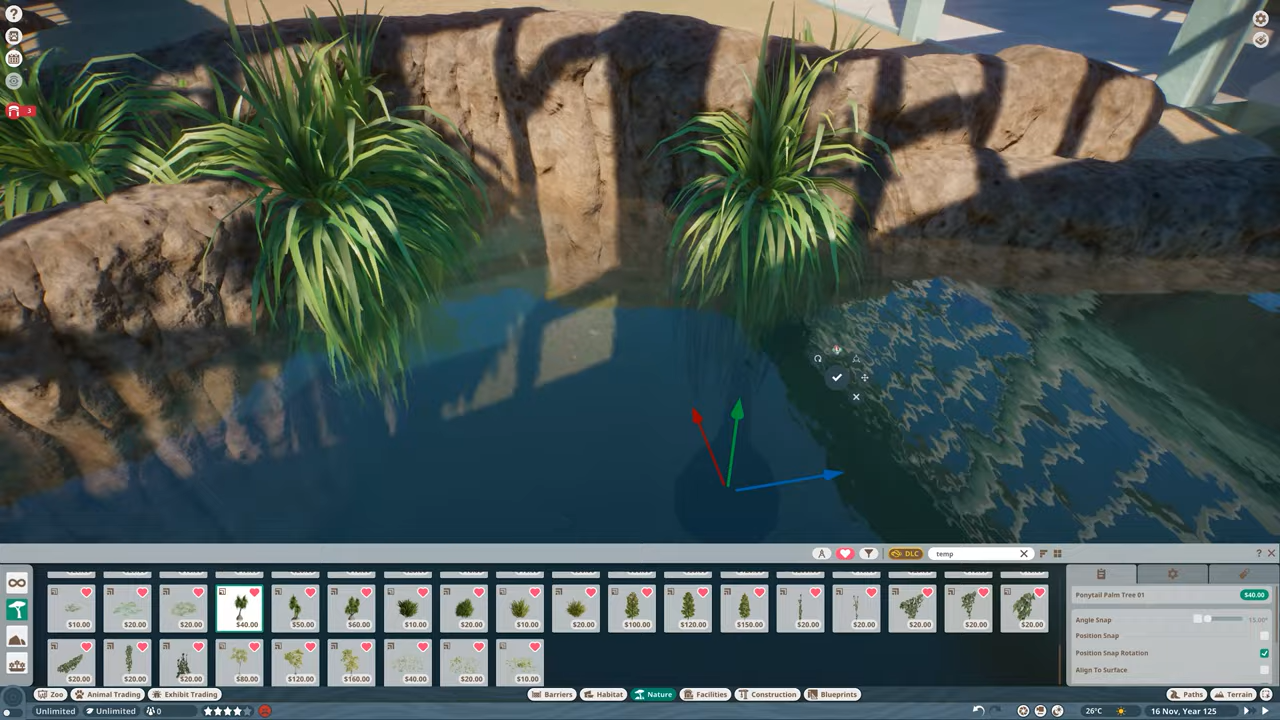 ?
3
DLC
temp
?
$10.00 $20.00 $20.00 $40.00 $50.00 $60.00 $10.00 $20.00 $20.00 $20.00 $100.00 $120.00 $150.00 $20.00 $20.00 $20.00 $20.00 $20.00
$20.00 $20.00 $20.00 $80.00 $120.00 $160.00 $40.00 $20.00 $10.00
Ponytail Palm Tree 01 $40.00
Angle Snap 15.00°
Position Snap
Position Snap Rotation
Align To Surface
Zoo Animal Trading Exhibit Trading Barriers Habitat Nature Facilities Construction Blueprints Paths Terrain
Unlimited Unlimited 0 26°C 16 Nov, Year 125